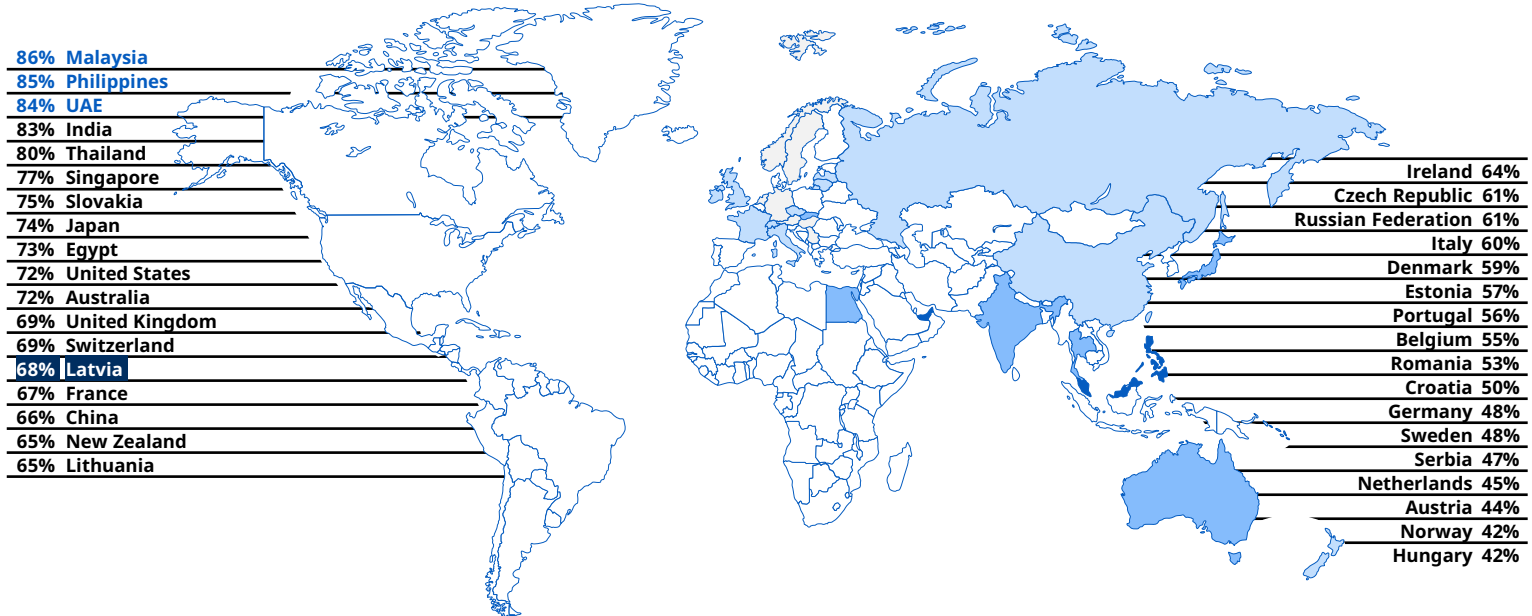 86% Malaysia
85% Philippines
84% UAE
83% India
80% Thailand
77% Singapore
75% Slovakia
74% Japan
73% Egypt
72% United States
72% Australia
69% United Kingdom
69% Switzerland
68% Latvia
67% France
66% China
65% New Zealand
65% Lithuania
Ireland 64%
Czech Republic 61%
Russian Federation 61%
Italy 60%
Denmark 59%
Estonia 57%
Portugal 56%
Belgium 55%
Romania 53%
Croatia 50%
Germany 48%
Sweden 48%
Serbia 47%
Netherlands 45%
Austria 44%
Norway 42%
Hungary 42%